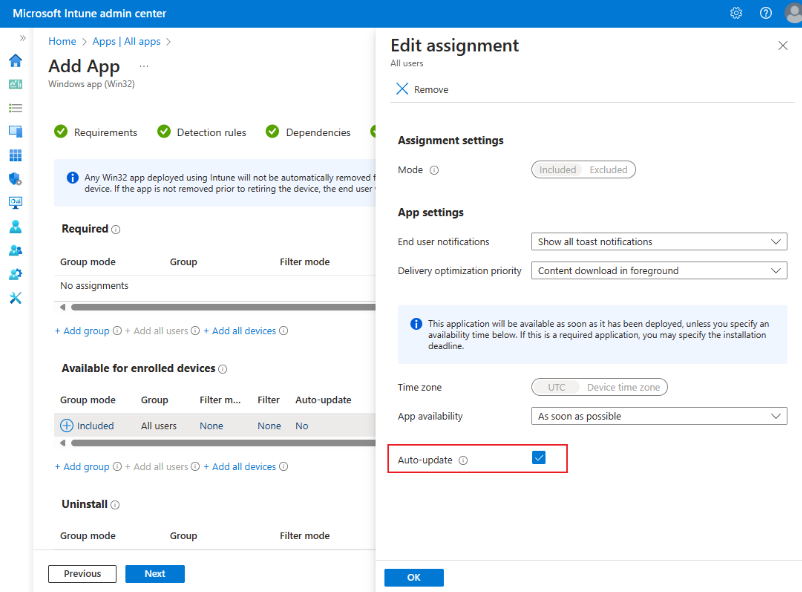 Microsoft Intune admin center
Home > Apps | All apps >
Add App ...
Windows app (Win32)
Requirements
Detection rules
Dependencies
Any Win32 app deployed using Intune will not be automatically removed f
device. If the app is not removed prior to retiring the device, the end user
Required
Group mode
Group
Filter mode
No assignments
+ Add group
+ Add all users
+ Add all devices
Available for enrolled devices
Group mode
Group
Filter m...
Filter
Auto-update
Included
All users
None
None
No
+ Add group
+ Add all users
+ Add all devices
Uninstall
Group mode
Group
Filter mode
Previous
Next
Edit assignment
All users
Remove
Assignment settings
Mode
Included
Excluded
App settings
End user notifications
Show all toast notifications
Delivery optimization priority
Content download in foreground
This application will be available as soon as it has been deployed, unless you specify an
availability time below. If this is a required application, you may specify the installation
deadline.
Time zone
UTC
Device time zone
App availability
As soon as possible
Auto-update
OK